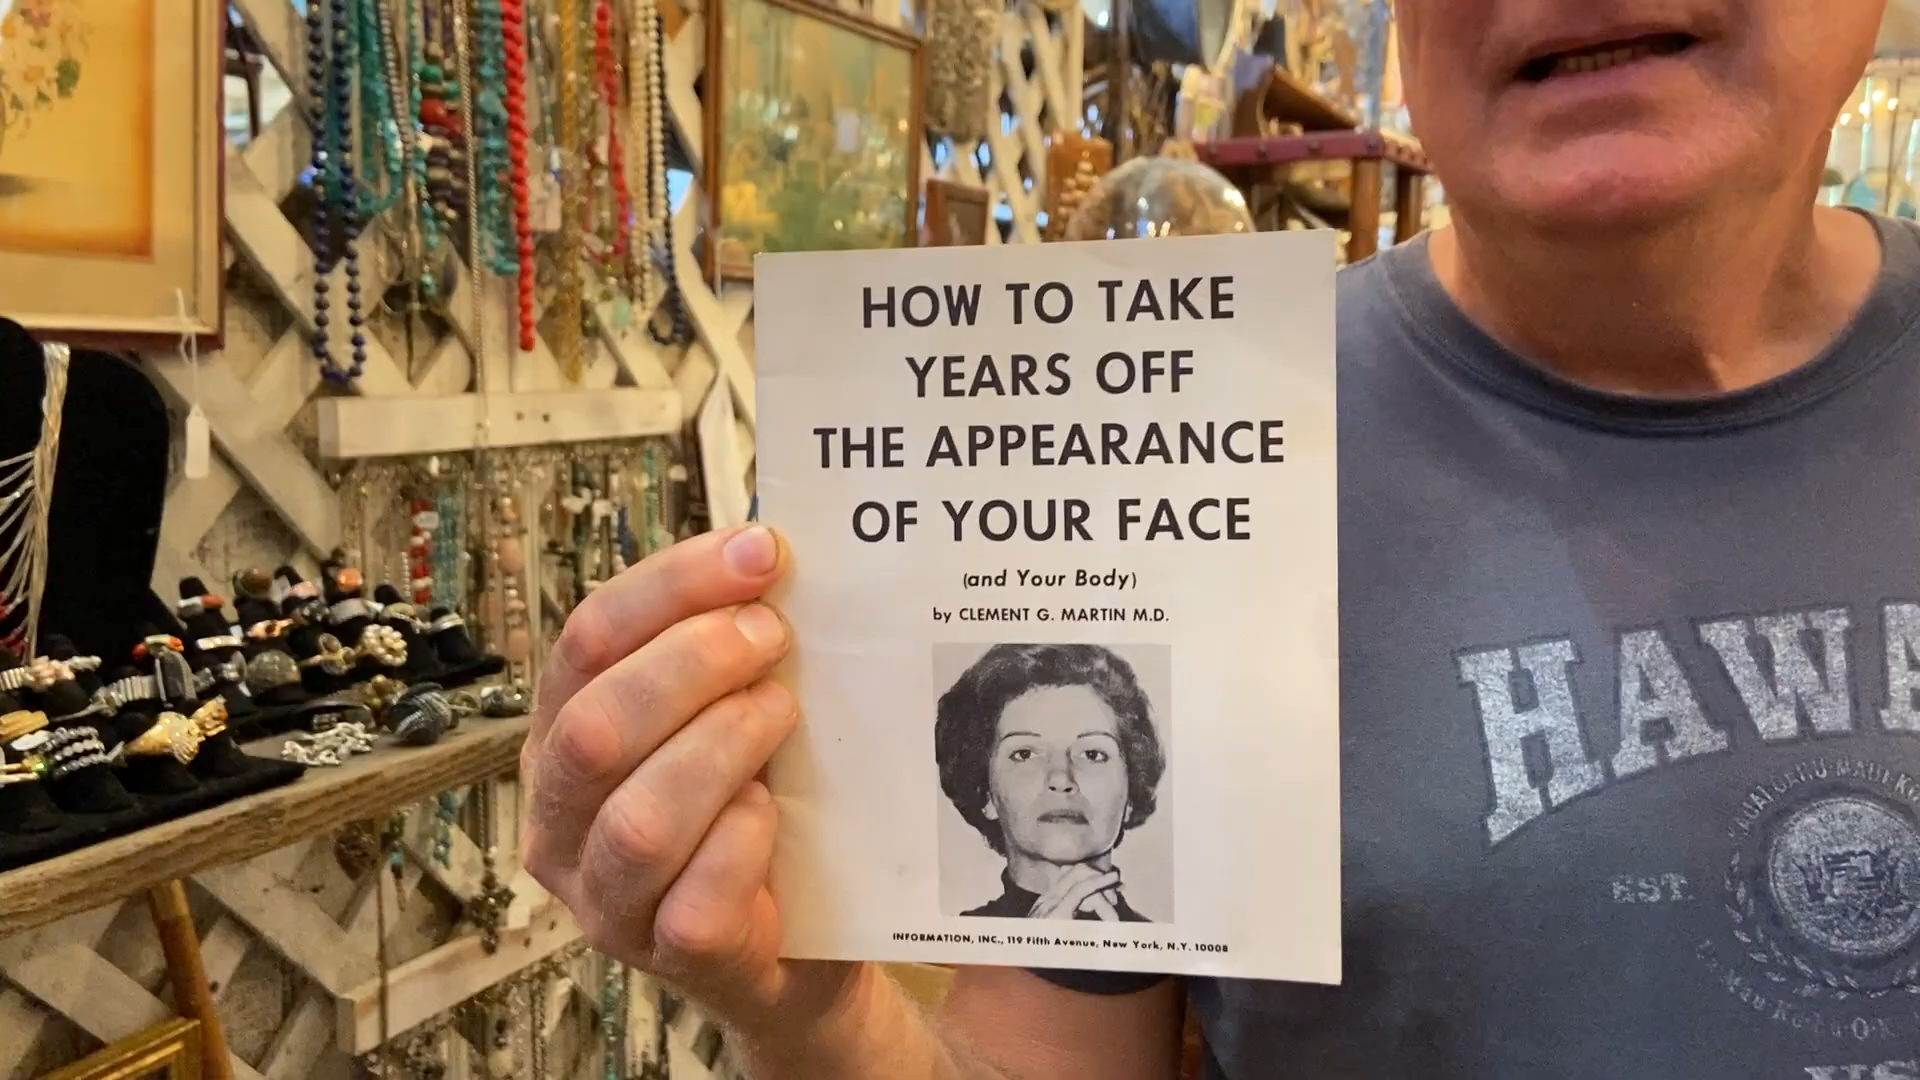 HOW TO TAKE
YEARS OFF
THE APPEARANCE
OF YOUR FACE
(and Your Body)
by CLEMENT G. MARTIN M.D.
INFORMATION, INC., 119 Fifth Avenue, New York, N.Y. 10008
HAWA
EST.